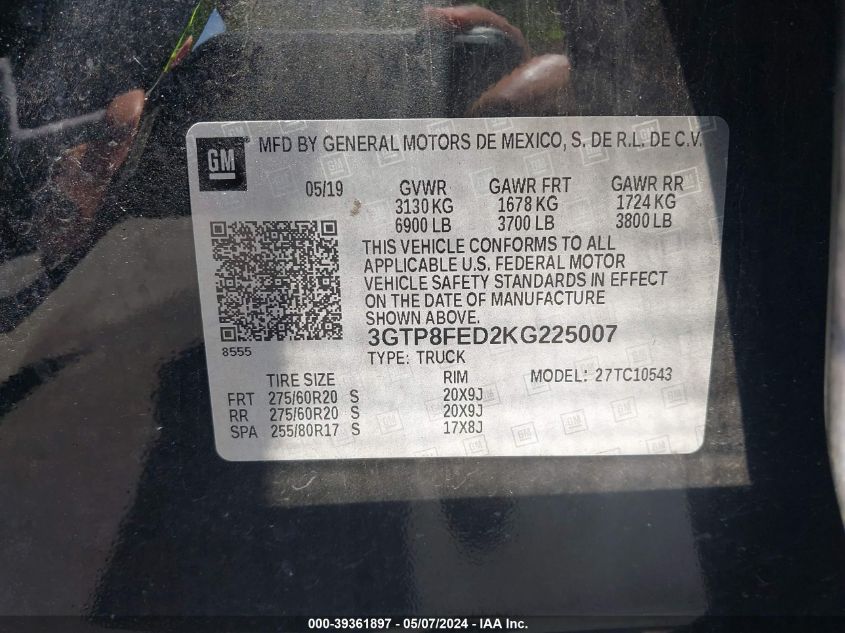 GM MFD BY GENERAL MOTORS DE MEXICO, S. DE R.L. DE C.V.
05/19 GVWR GAWR FRT GAWR RR
3130 KG 1678 KG 1724 KG
6900 LB 3700 LB 3800 LB
THIS VEHICLE CONFORMS TO ALL
APPLICABLE U.S. FEDERAL MOTOR
VEHICLE SAFETY STANDARDS IN EFFECT
ON THE DATE OF MANUFACTURE
SHOWN ABOVE.
8555
3GTP8FED2KG225007
TYPE: TRUCK
TIRE SIZE RIM MODEL: 27TC10543
FRT 275/60R20 S 20X9J
RR 275/60R20 S 20X9J
SPA 255/80R17 S 17X8J
000-39361897 - 05/07/2024 - IAA Inc.